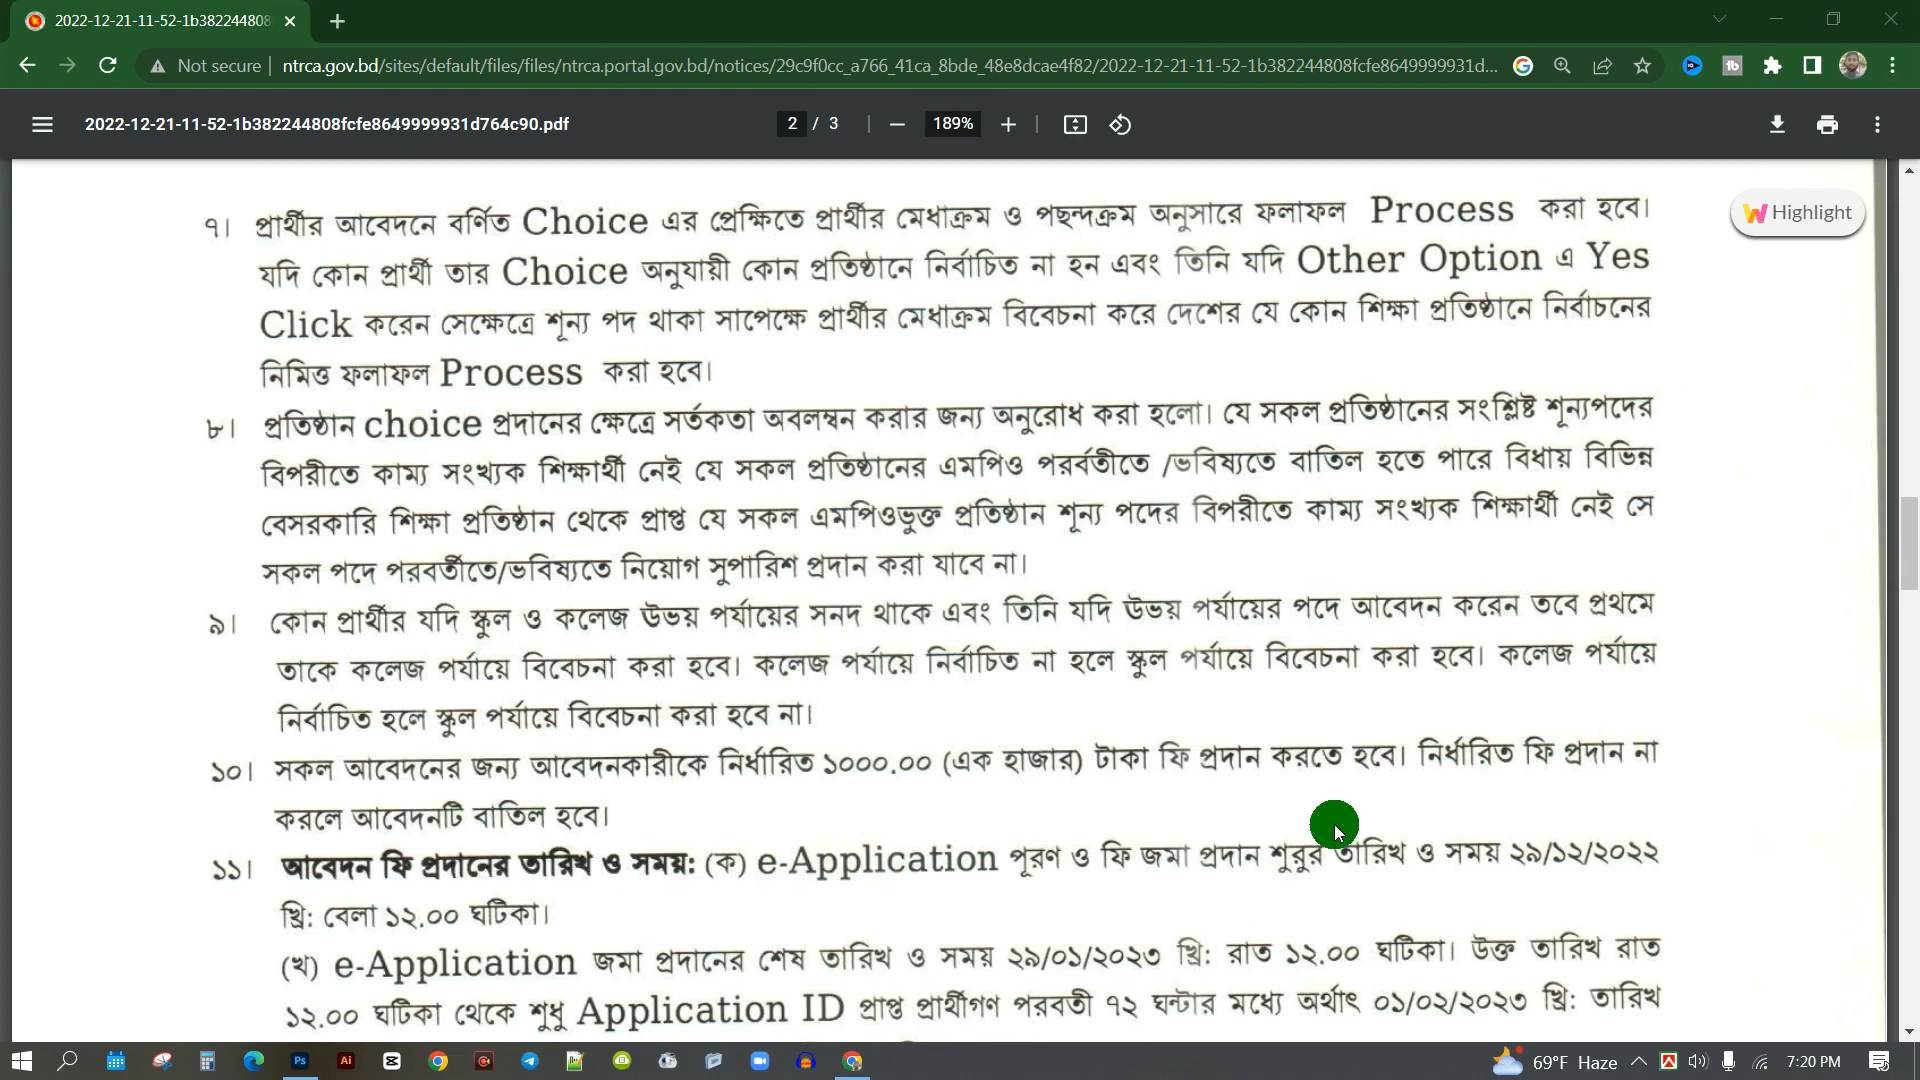 2022-12-21-11-52-1b382244808
Not secure | ntrca.gov.bd/sites/default/files/files/ntrca.portal.gov.bd/notices/29c9f0cc_a766_41ca_8bde_48e8dcae4f82/2022-12-21-11-52-1b382244808fcfe8649999931d...
2022-12-21-11-52-1b382244808fcfe8649999931d764c90.pdf 2 / 3 189%
Highlight
৭। প্রার্থীর আবেদনে বর্ণিত Choice এর প্রেক্ষিতে প্রার্থীর মেধাক্রম ও পছন্দক্রম অনুসারে ফলাফল Process করা হবে।
যদি কোন প্রার্থী তার Choice অনুযায়ী কোন প্রতিষ্ঠানে নির্বাচিত না হন এবং তিনি যদি Other Option এ Yes
Click করেন সেক্ষেত্রে শূন্য পদ থাকা সাপেক্ষে প্রার্থীর মেধাক্রম বিবেচনা করে দেশের যে কোন শিক্ষা প্রতিষ্ঠানে নির্বাচনের
নিমিত্ত ফলাফল Process করা হবে।
৮। প্রতিষ্ঠান choice প্রদানের ক্ষেত্রে সর্তকতা অবলম্বন করার জন্য অনুরোধ করা হলো। যে সকল প্রতিষ্ঠানের সংশ্লিষ্ট শূন্যপদের
বিপরীতে কাম্য সংখ্যক শিক্ষার্থী নেই যে সকল প্রতিষ্ঠানের এমপিও পরর্বতীতে /ভবিষ্যতে বাতিল হতে পারে বিধায় বিভিন্ন
বেসরকারি শিক্ষা প্রতিষ্ঠান থেকে প্রাপ্ত যে সকল এমপিওভুক্ত প্রতিষ্ঠান শূন্য পদের বিপরীতে কাম্য সংখ্যক শিক্ষার্থী নেই সে
সকল পদে পরবর্তীতে/ভবিষ্যতে নিয়োগ সুপারিশ প্রদান করা যাবে না।
৯। কোন প্রার্থীর যদি স্কুল ও কলেজ উভয় পর্যায়ের সনদ থাকে এবং তিনি যদি উভয় পর্যায়ের পদে আবেদন করেন তবে প্রথমে
তাকে কলেজ পর্যায়ে বিবেচনা করা হবে। কলেজ পর্যায়ে নির্বাচিত না হলে স্কুল পর্যায়ে বিবেচনা করা হবে। কলেজ পর্যায়ে
নির্বাচিত হলে স্কুল পর্যায়ে বিবেচনা করা হবে না।
১০। সকল আবেদনের জন্য আবেদনকারীকে নির্ধারিত ১০০০.০০ (এক হাজার) টাকা ফি প্রদান করতে হবে। নির্ধারিত ফি প্রদান না
করলে আবেদনটি বাতিল হবে।
১১। আবেদন ফি প্রদানের তারিখ ও সময়: (ক) e-Application পূরণ ও ফি জমা প্রদান শুরুর তারিখ ও সময় ২৯/১২/২০২২
খ্রি: বেলা ১২.০০ ঘটিকা।
(খ) e-Application জমা প্রদানের শেষ তারিখ ও সময় ২৯/০১/২০২৩ খ্রি: রাত ১২.০০ ঘটিকা। উক্ত তারিখ রাত
১২.০০ ঘটিকা থেকে শুধু Application ID প্রাপ্ত প্রার্থীগণ পরবতী ৭২ ঘন্টার মধ্যে অর্থাৎ ০১/০২/২০২৩ খ্রি: তারিখ
69°F Haze 7:20 PM